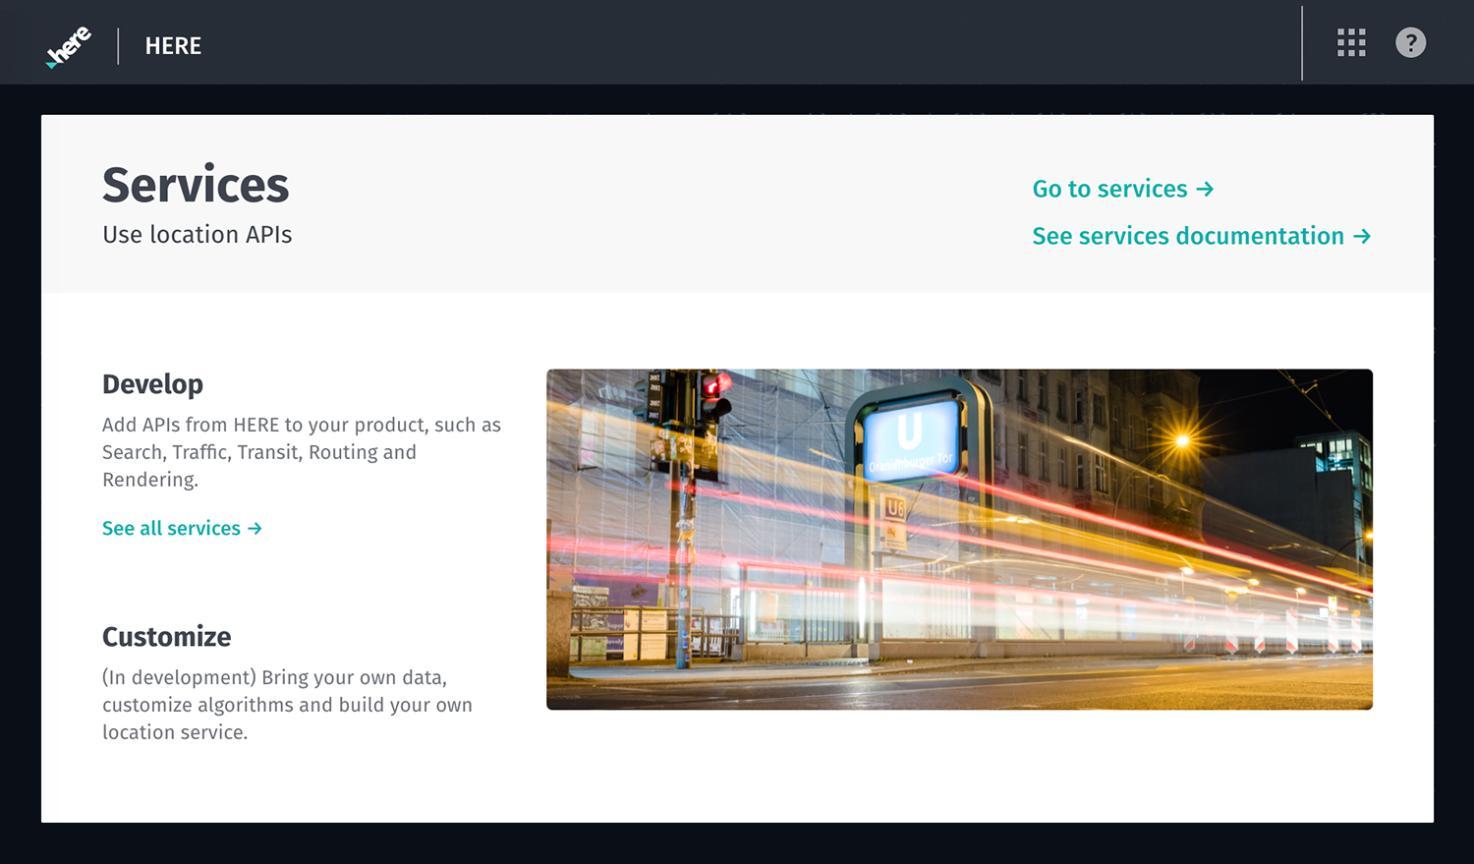 here
HERE
?
Services
Use location APIs
Go to services →
See services documentation →
Develop
Add APIs from HERE to your product, such as
Search, Traffic, Transit, Routing and
Rendering.
See all services →
Customize
(In development) Bring your own data,
customize algorithms and build your own
location service.
U
Oranienburger Tor
U6